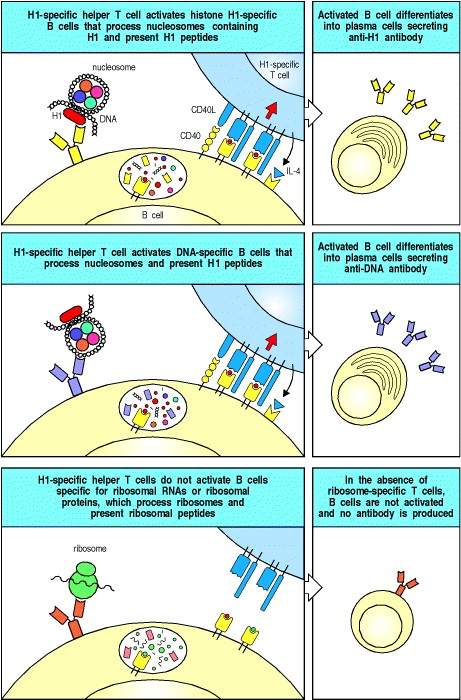 H1-specific helper T cell activates histone H1-specific
B cells that process nucleosomes containing
H1 and present H1 peptides
Activated B cell differentiates
into plasma cells secreting
anti-H1 antibody
nucleosome
H1-specific
T cell
CD40L
H1
DNA
CD40
IL-4
B cell
H1-specific helper T cell activates DNA-specific B cells that
process nucleosomes and present H1 peptides
Activated B cell differentiates
into plasma cells secreting
anti-DNA antibody
H1-specific helper T cells do not activate B cells
specific for ribosomal RNAs or ribosomal
proteins, which process ribosomes and
present ribosomal peptides
In the absence of
ribosome-specific T cells,
B cells are not activated
and no antibody is produced
ribosome